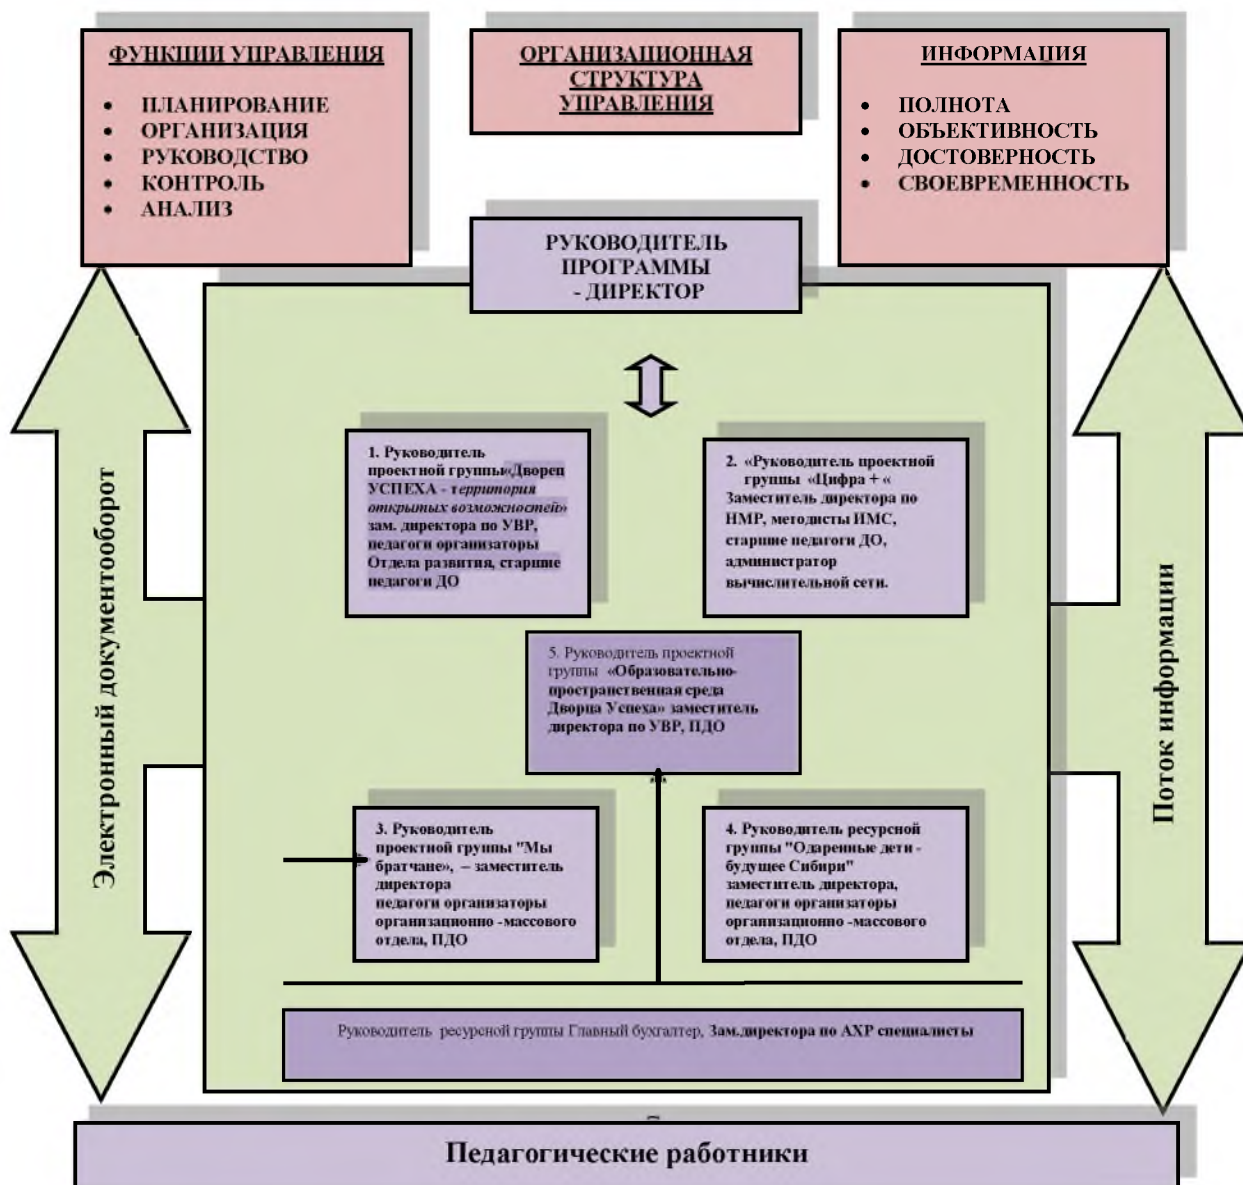 ФУНКЦИИ УПРАВЛЕНИЯ
• ПЛАНИРОВАНИЕ
• ОРГАНИЗАЦИЯ
• РУКОВОДСТВО
• КОНТРОЛЬ
• АНАЛИЗ
ОРГАНИЗАЦИОННАЯ
СТРУКТУРА
УПРАВЛЕНИЯ
ИНФОРМАЦИЯ
• ПОЛНОТА
• ОБЪЕКТИВНОСТЬ
• ДОСТОВЕРНОСТЬ
• СВОЕВРЕМЕННОСТЬ
РУКОВОДИТЕЛЬ
ПРОГРАММЫ
- ДИРЕКТОР
Электронный документооборот
1. Руководитель
проектной группы«Дворец
УСПЕХА - территория
открытых возможностей»
зам. директора по УВР,
педагоги организаторы
Отдела развития, старшие
педагоги ДО
2. «Руководитель проектной
группы «Цифра + «
Заместитель директора по
НМР, методисты ИМС,
старшие педагоги ДО,
администратор
вычислительной сети.
5. Руководитель проектной
группы «Образовательно-
пространственная среда
Дворца Успеха» заместитель
директора по УВР, ПДО
3. Руководитель
проектной группы "Мы
братчане», – заместитель
директора
педагоги организаторы
организационно -массового
отдела, ПДО
4. Руководитель ресурсной
группы "Одаренные дети -
будущее Сибири"
заместитель директора,
педагоги организаторы
организационно -массового
отдела, ПДО
Поток информации
Руководитель ресурсной группы Главный бухгалтер, Зам.директора по АХР специалисты
Педагогические работники